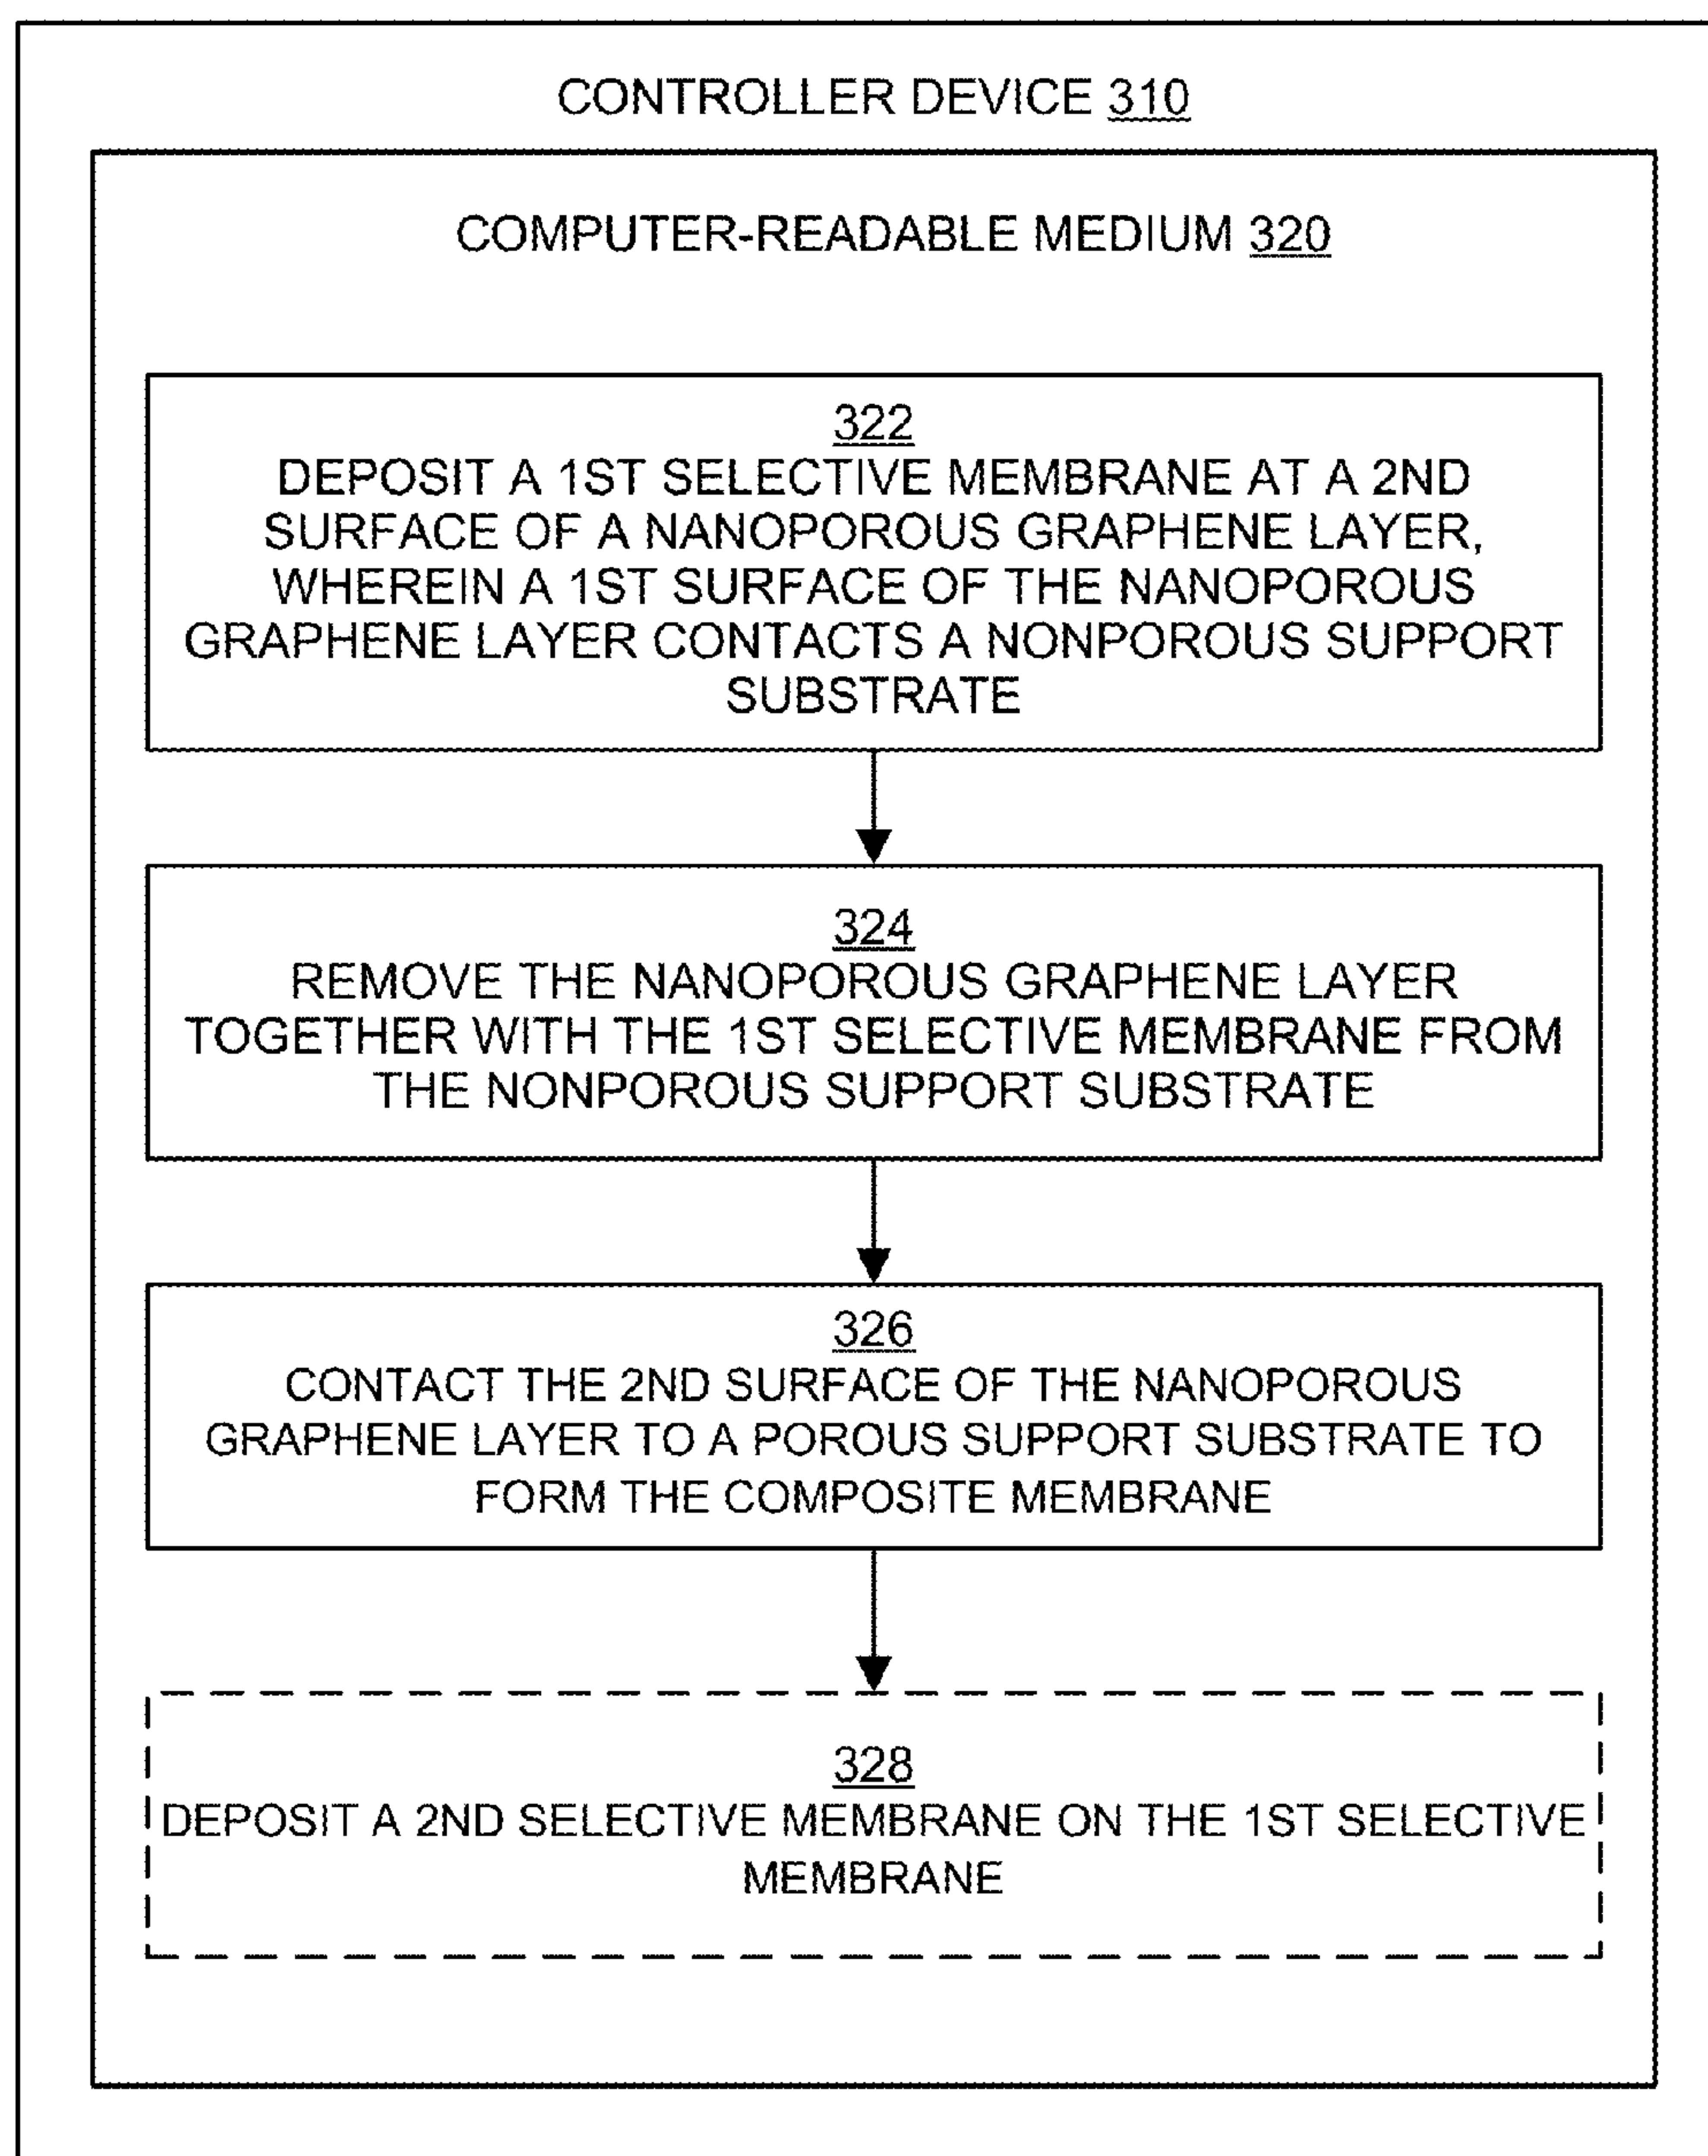 CONTROLLER DEVICE 310
COMPUTER-READABLE MEDIUM 320
322
DEPOSIT A 1ST SELECTIVE MEMBRANE AT A 2ND
SURFACE OF A NANOPOROUS GRAPHENE LAYER,
WHEREIN A 1ST SURFACE OF THE NANOPOROUS
GRAPHENE LAYER CONTACTS A NONPOROUS SUPPORT
SUBSTRATE
324
REMOVE THE NANOPOROUS GRAPHENE LAYER
TOGETHER WITH THE 1ST SELECTIVE MEMBRANE FROM
THE NONPOROUS SUPPORT SUBSTRATE
326
CONTACT THE 2ND SURFACE OF THE NANOPOROUS
GRAPHENE LAYER TO A POROUS SUPPORT SUBSTRATE TO
FORM THE COMPOSITE MEMBRANE
328
DEPOSIT A 2ND SELECTIVE MEMBRANE ON THE 1ST SELECTIVE
MEMBRANE